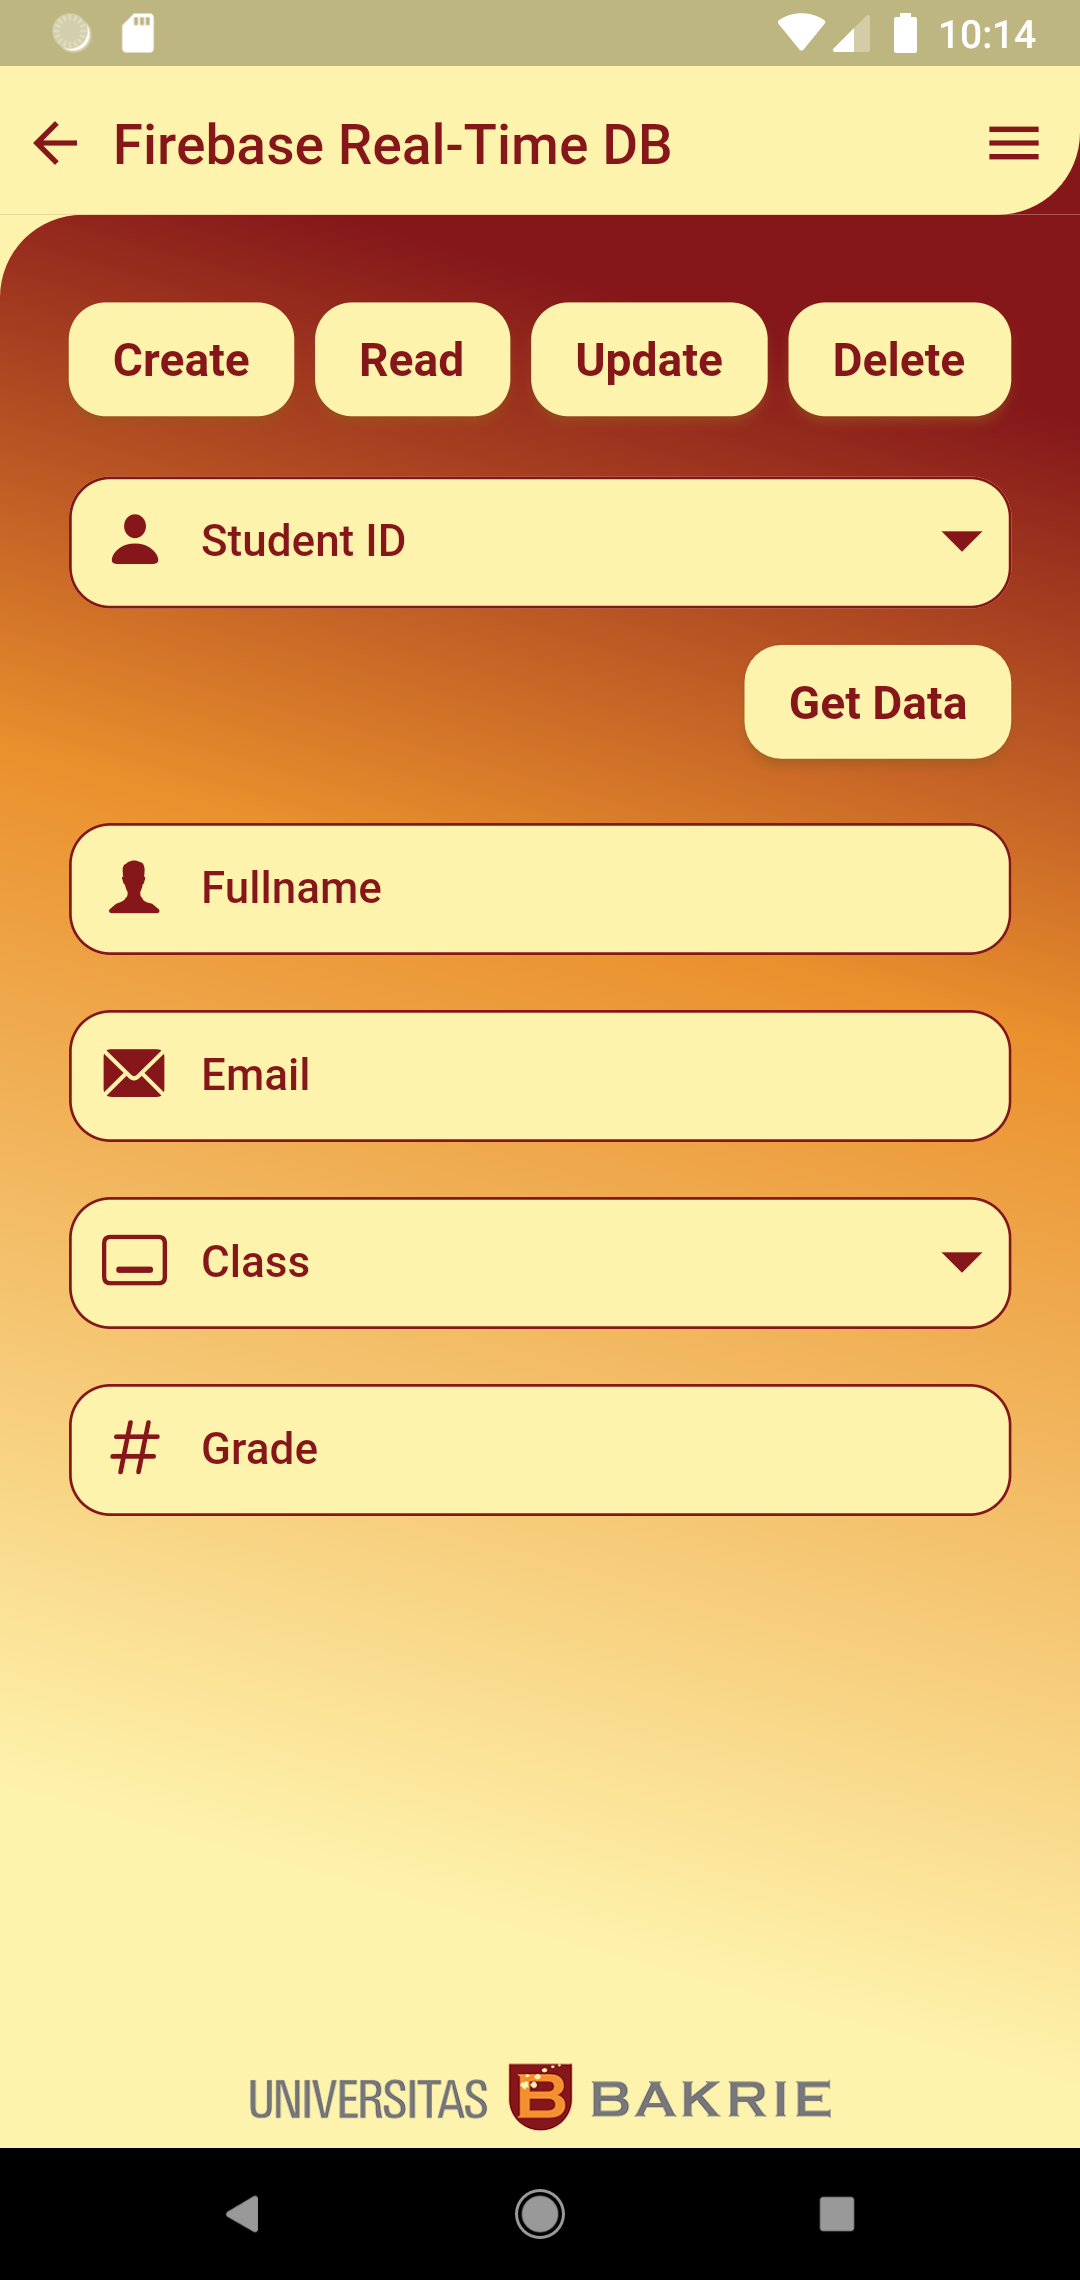 10:14
Firebase Real-Time DB
Create Read Update Delete
Student ID
Get Data
Fullname
Email
Class
Grade
UNIVERSITAS B BAKRIE